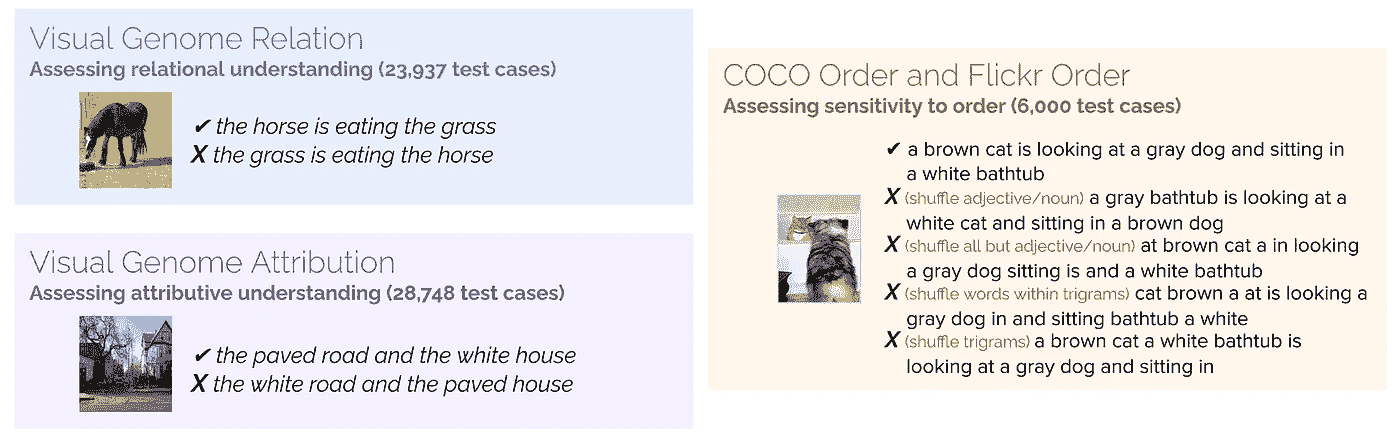 Visual Genome Relation
Assessing relational understanding (23,937 test cases)
✔ the horse is eating the grass
X the grass is eating the horse
Visual Genome Attribution
Assessing attributive understanding (28,748 test cases)
✔ the paved road and the white house
X the white road and the paved house
COCO Order and Flickr Order
Assessing sensitivity to order (6,000 test cases)
✔ a brown cat is looking at a gray dog and sitting in
a white bathtub
X (shuffle adjective/noun) a gray bathtub is looking at a
white cat and sitting in a brown dog
X (shuffle all but adjective/noun) at brown cat a in looking
a gray dog sitting is and a white bathtub
X (shuffle words within trigrams) cat brown a at is looking a
gray dog in and sitting bathtub a white
X (shuffle trigrams) a brown cat a white bathtub is
looking at a gray dog and sitting in